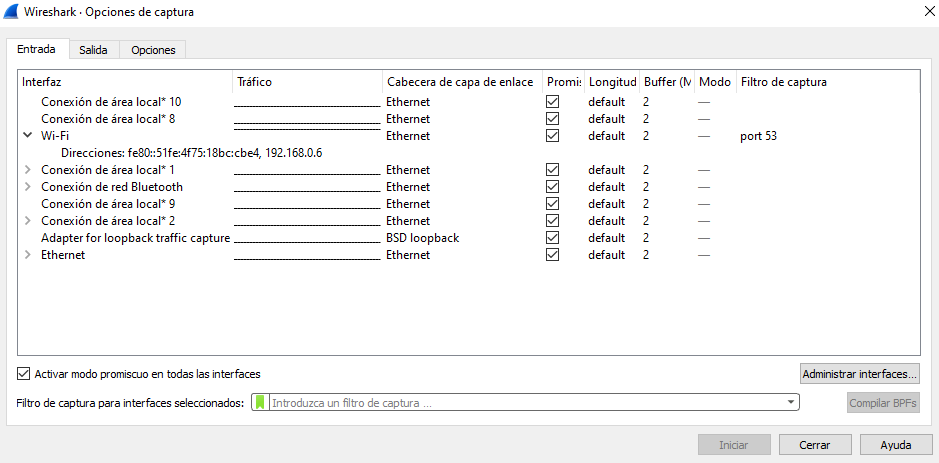 Wireshark · Opciones de captura
Entrada Salida Opciones
Interfaz Tráfico Cabecera de capa de enlace Promis Longitud Buffer (M Modo Filtro de captura
Conexión de área local* 10 Ethernet default 2 —
Conexión de área local* 8 Ethernet default 2 —
Wi-Fi Ethernet default 2 — port 53
Direcciones: fe80::51fe:4f75:18bc:cbe4, 192.168.0.6
Conexión de área local* 1 Ethernet default 2 —
Conexión de red Bluetooth Ethernet default 2 —
Conexión de área local* 9 Ethernet default 2 —
Conexión de área local* 2 Ethernet default 2 —
Adapter for loopback traffic capture BSD loopback default 2 —
Ethernet Ethernet default 2 —
Activar modo promiscuo en todas las interfaces Administrar interfaces...
Filtro de captura para interfaces seleccionados: Introduzca un filtro de captura ... Compilar BPFs
Iniciar Cerrar Ayuda